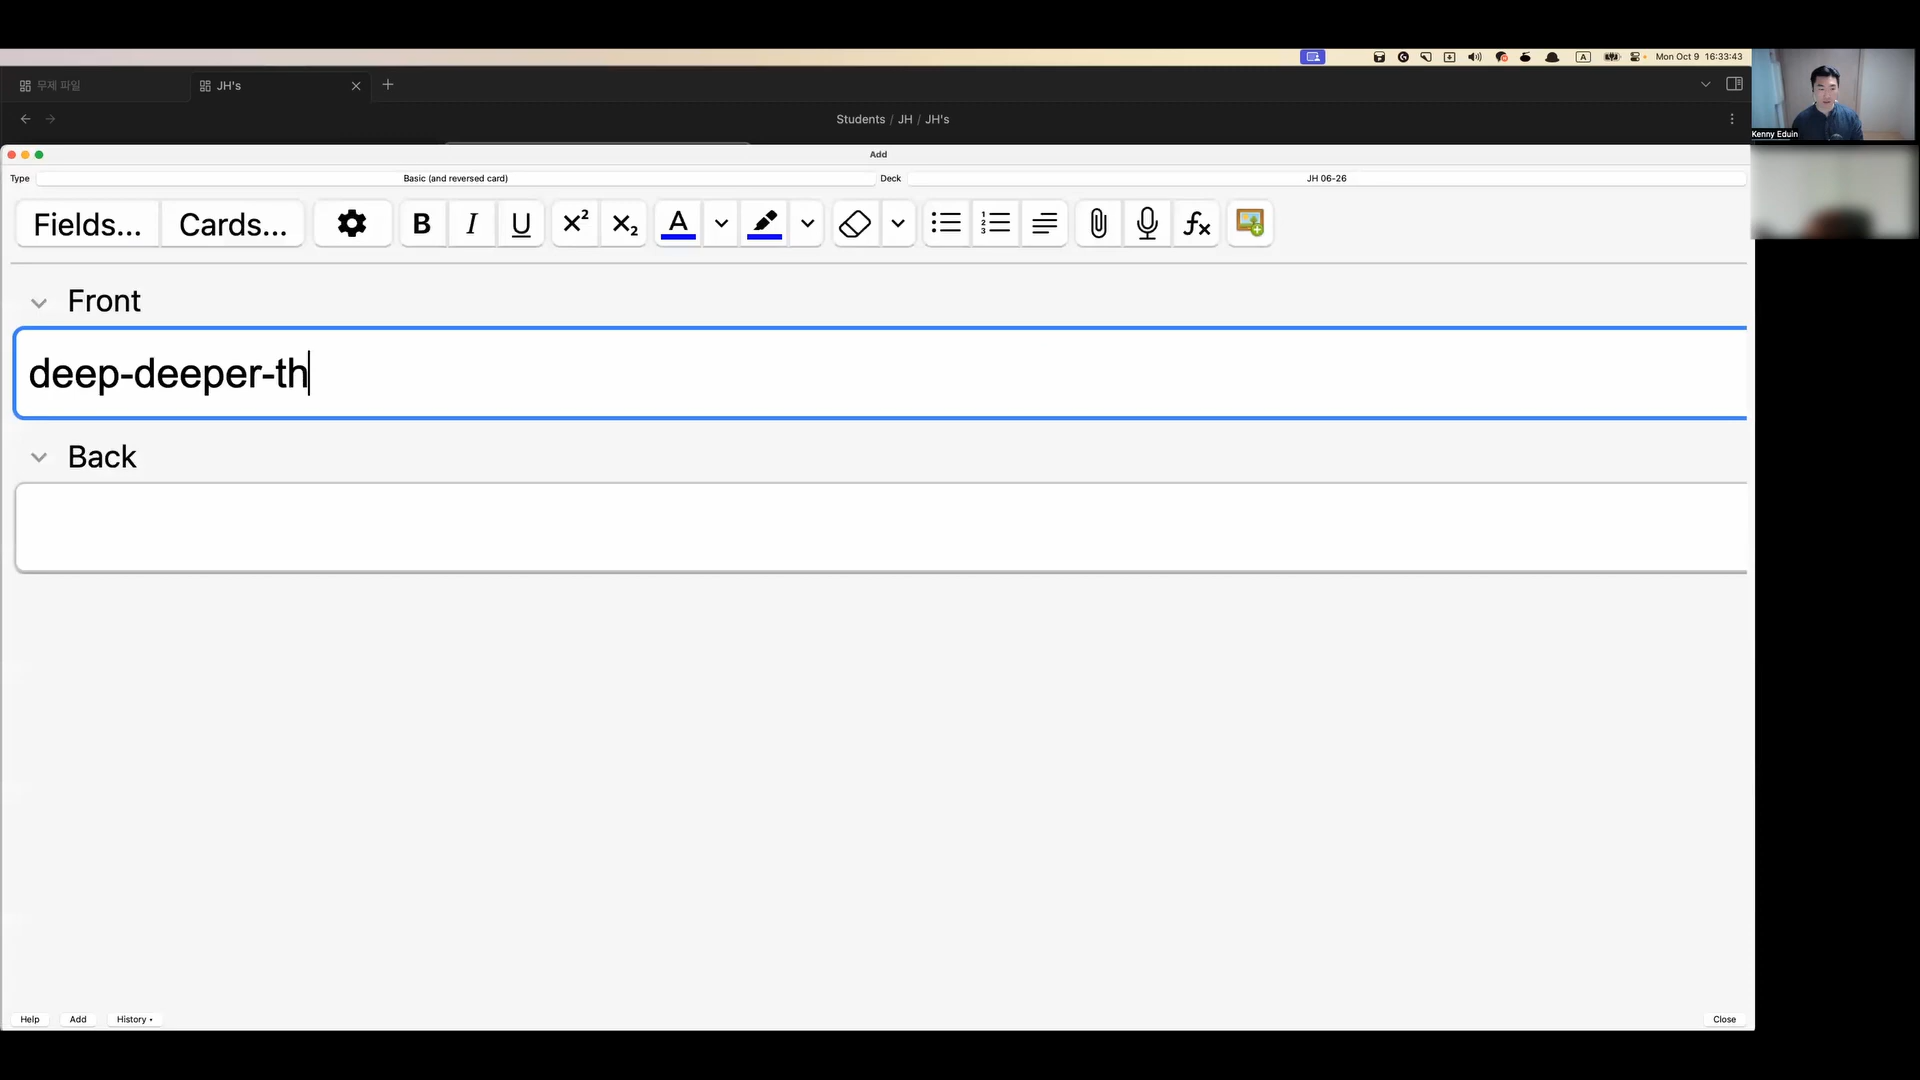 Mon Oct 9 16:33:43
무제 파일
JH's
Students / JH / JH's
Kenny Eduin
Add
Type
Basic (and reversed card)
Deck
JH 06-26
Fields...
Cards...
Front
deep-deeper-th
Back
Help
Add
History
Close